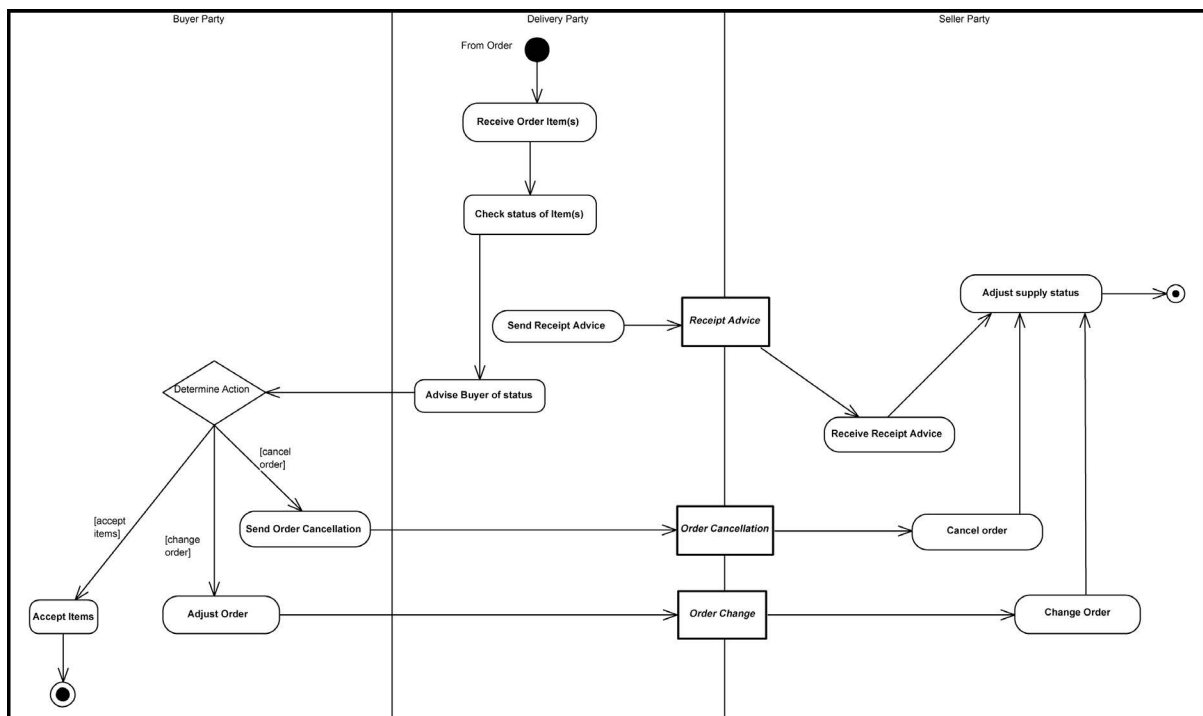 Buyer Party
Delivery Party
Seller Party
From Order
Receive Order Item(s)
Check status of Item(s)
Adjust supply status
Send Receipt Advice
Receipt Advice
Determine Action
Advise Buyer of status
Receive Receipt Advice
[cancel
order]
[accept
items]
[change
order]
Send Order Cancellation
Order Cancellation
Cancel order
Accept Items
Adjust Order
Order Change
Change Order